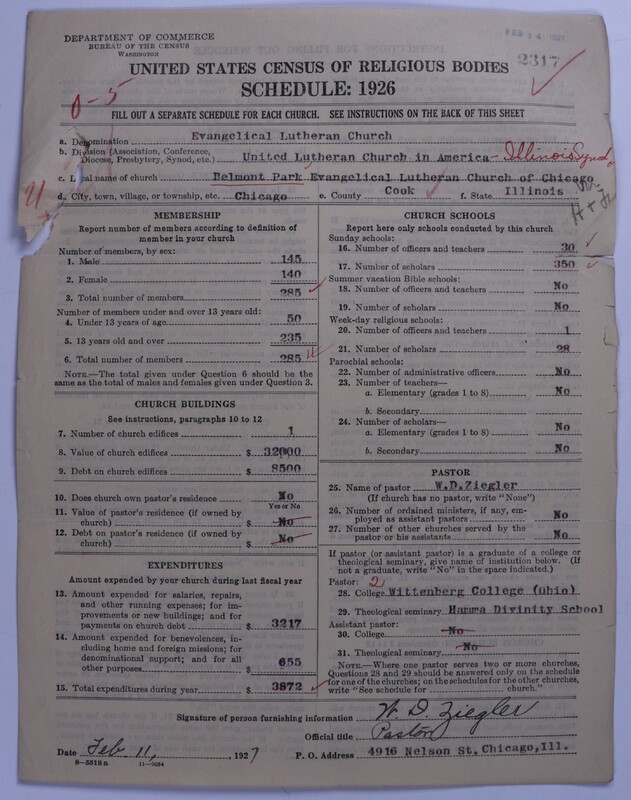 DEPARTMENT OF COMMERCE
BUREAU OF THE CENSUS
WASHINGTON
FEB 14 1927
2317
UNITED STATES CENSUS OF RELIGIOUS BODIES
SCHEDULE: 1926
0-5
FILL OUT A SEPARATE SCHEDULE FOR EACH CHURCH. SEE INSTRUCTIONS ON THE BACK OF THIS SHEET
a. Denomination Evangelical Lutheran Church
b. Division (Association, Conference, Diocese, Presbytery, Synod, etc.) United Lutheran Church in America - Illinois Synd.
c. Local name of church Belmont Park Evangelical Lutheran Church of Chicago
d. City, town, village, or township, etc. Chicago e. County Cook f. State Illinois
MEMBERSHIP
Report number of members according to definition of
member in your church
Number of members, by sex:
1. Male 145
2. Female 140
3. Total number of members 285
Number of members under and over 13 years old:
4. Under 13 years of age 50
5. 13 years old and over 235
6. Total number of members 285
NOTE.—The total given under Question 6 should be the
same as the total of males and females given under Question 3.
CHURCH BUILDINGS
See instructions, paragraphs 10 to 12
7. Number of church edifices 1
8. Value of church edifices $ 32000
9. Debt on church edifices $ 8500
10. Does church own pastor's residence No
Yes or No
11. Value of pastor's residence (if owned by
church) $ No
12. Debt on pastor's residence (if owned by
church) $ No
EXPENDITURES
Amount expended by your church during last fiscal year
13. Amount expended for salaries, repairs,
and other running expenses; for im-
provements or new buildings; and for
payments on church debt $ 3217
14. Amount expended for benevolences, in-
cluding home and foreign missions; for
denominational support; and for all
other purposes $ 655
15. Total expenditures during year $ 3872
CHURCH SCHOOLS
Report here only schools conducted by this church
Sunday schools:
16. Number of officers and teachers 30
17. Number of scholars 350
Summer vacation Bible schools:
18. Number of officers and teachers No
19. Number of scholars No
Week-day religious schools:
20. Number of officers and teachers 1
21. Number of scholars 28
Parochial schools:
22. Number of administrative officers No
23. Number of teachers—
a. Elementary (grades 1 to 8) No
b. Secondary
24. Number of scholars—
a. Elementary (grades 1 to 8) No
b. Secondary No
PASTOR
25. Name of pastor W.D.Ziegler
(If church has no pastor, write "None")
26. Number of ordained ministers, if any, em-
ployed as assistant pastors No
27. Number of other churches served by the
pastor or his assistants No
If pastor (or assistant pastor) is a graduate of a college or
theological seminary, give name of institution below. (If
not a graduate, write "No" in the space indicated.)
Pastor: 2
28. College Wittenberg College (Ohio)
29. Theological seminary Hamma Divinity School
Assistant pastor:
30. College No
31. Theological seminary No
NOTE.—Where one pastor serves two or more churches,
Questions 28 and 29 should be answered only on the schedule
for one of the churches; on the schedules for the other churches,
write "See schedule for church."
Signature of person furnishing information W. D. Ziegler
Official title Pastor
Date Feb 11, 1927 P. O. Address 4916 Nelson St, Chicago, Ill.
8-5518a 11-9034